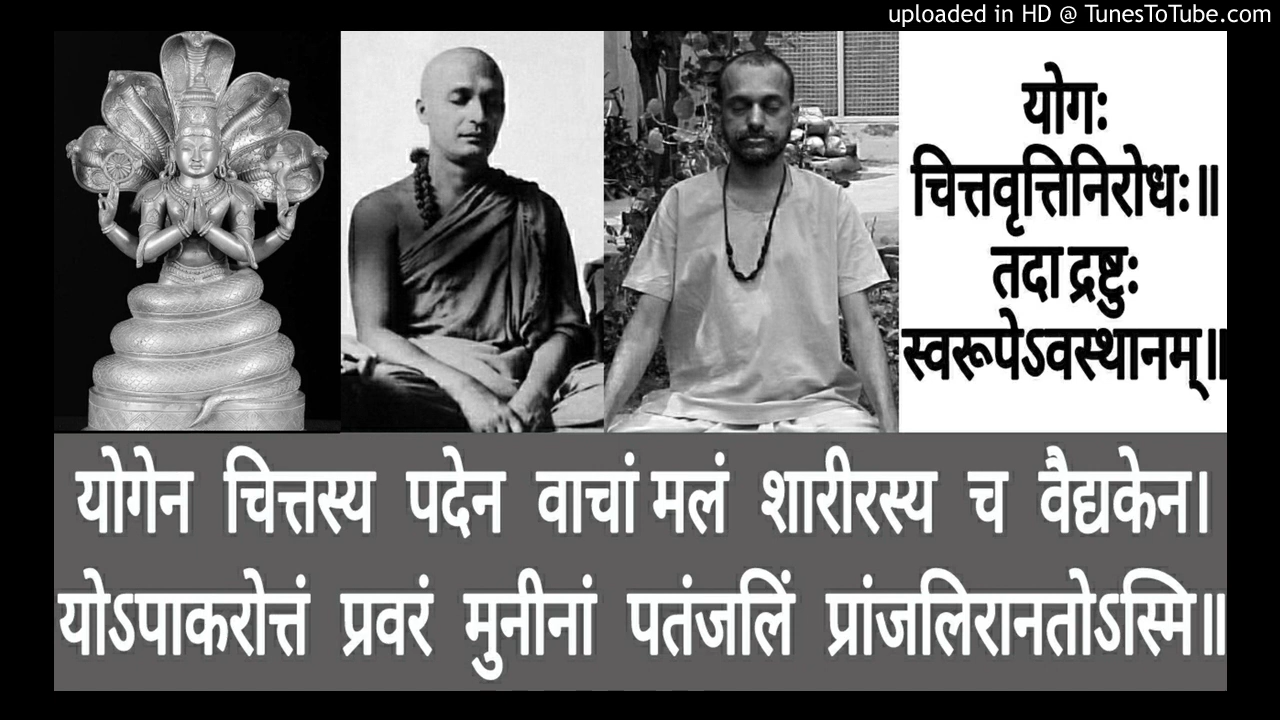 uploaded in HD @ TunesToTube.com
योगः
चित्तवृत्तिनिरोधः॥
तदा द्रष्टुः
स्वरूपेऽवस्थानम्॥
योगेन चित्तस्य पदेन वाचां मलं शारीरस्य च वैद्यकेन।
योऽपाकरोत्तं प्रवरं मुनीनां पतंजलिं प्रांजलिरानतोऽस्मि॥